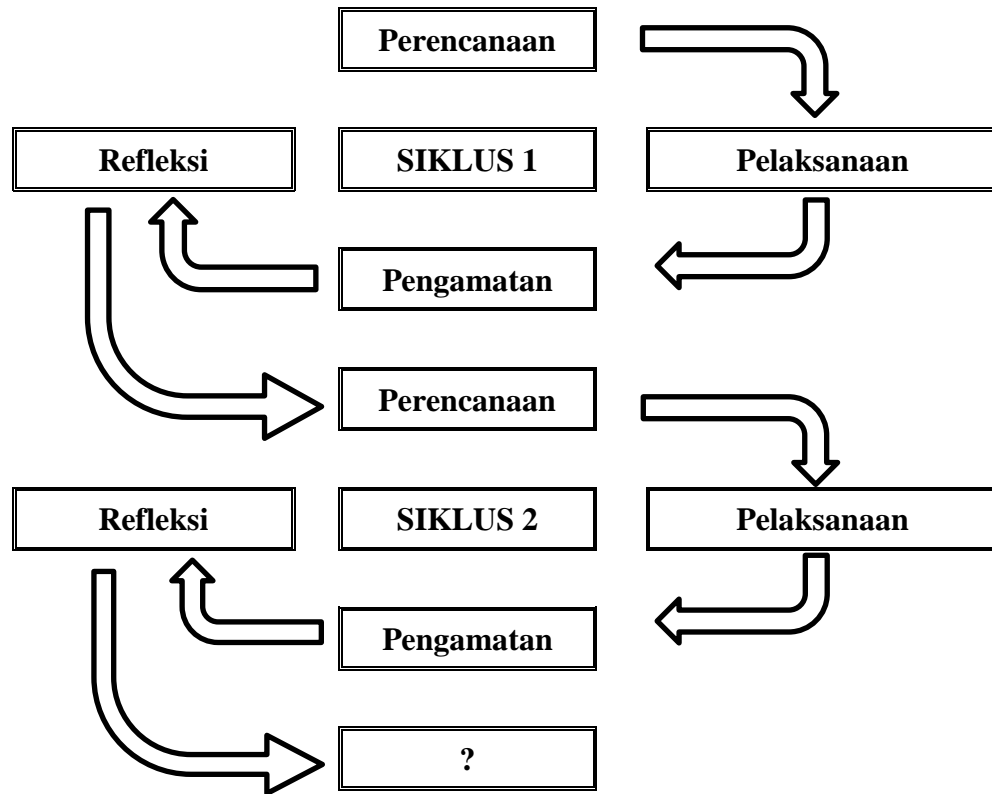 Perencanaan
Refleksi
SIKLUS 1
Pelaksanaan
Pengamatan
Perencanaan
Refleksi
SIKLUS 2
Pelaksanaan
Pengamatan
?